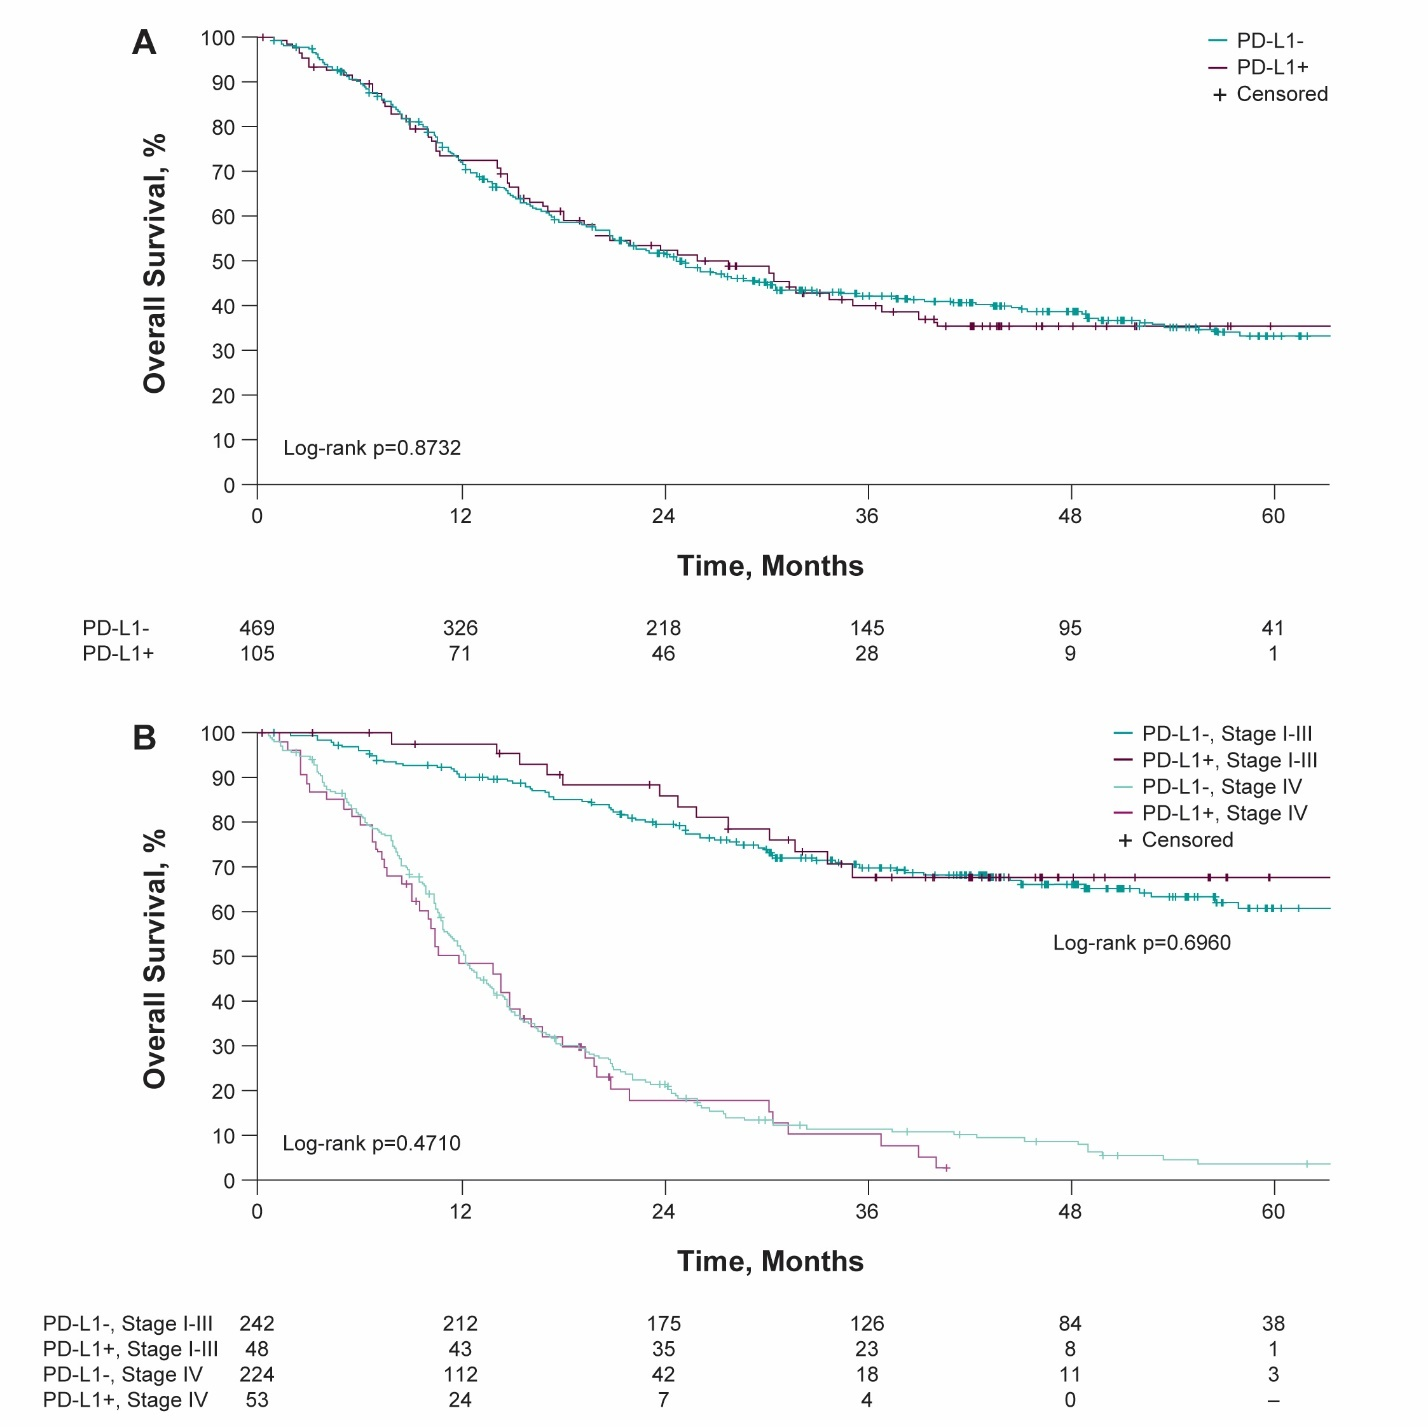 A
Overall Survival, %
100
90
80
70
60
50
40
30
20
10
0
PD-L1-
PD-L1+
Censored
Log-rank p=0.8732
0 12 24 36 48 60
Time, Months
PD-L1- 469 326 218 145 95 41
PD-L1+ 105 71 46 28 9 1
B
Overall Survival, %
100
90
80
70
60
50
40
30
20
10
0
PD-L1-, Stage I-III
PD-L1+, Stage I-III
PD-L1-, Stage IV
PD-L1+, Stage IV
Censored
Log-rank p=0.6960
Log-rank p=0.4710
0 12 24 36 48 60
Time, Months
PD-L1-, Stage I-III 242 212 175 126 84 38
PD-L1+, Stage I-III 48 43 35 23 8 1
PD-L1-, Stage IV 224 112 42 18 11 3
PD-L1+, Stage IV 53 24 7 4 0 –